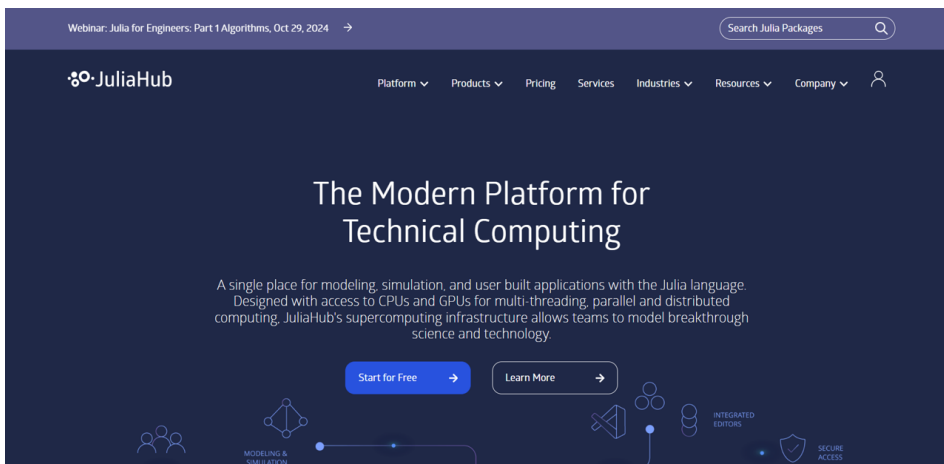 Webinar: Julia for Engineers: Part 1 Algorithms, Oct 29, 2024
Search Julia Packages
JuliaHub
Platform Products Pricing Services Industries Resources Company
The Modern Platform for
Technical Computing
A single place for modeling, simulation, and user built applications with the Julia language.
Designed with access to CPUs and GPUs for multi-threading, parallel and distributed
computing, JuliaHub's supercomputing infrastructure allows teams to model breakthrough
science and technology.
Start for Free
Learn More
INTEGRATED
EDITORS
MODELING &
SIMULATION
SECURE
ACCESS